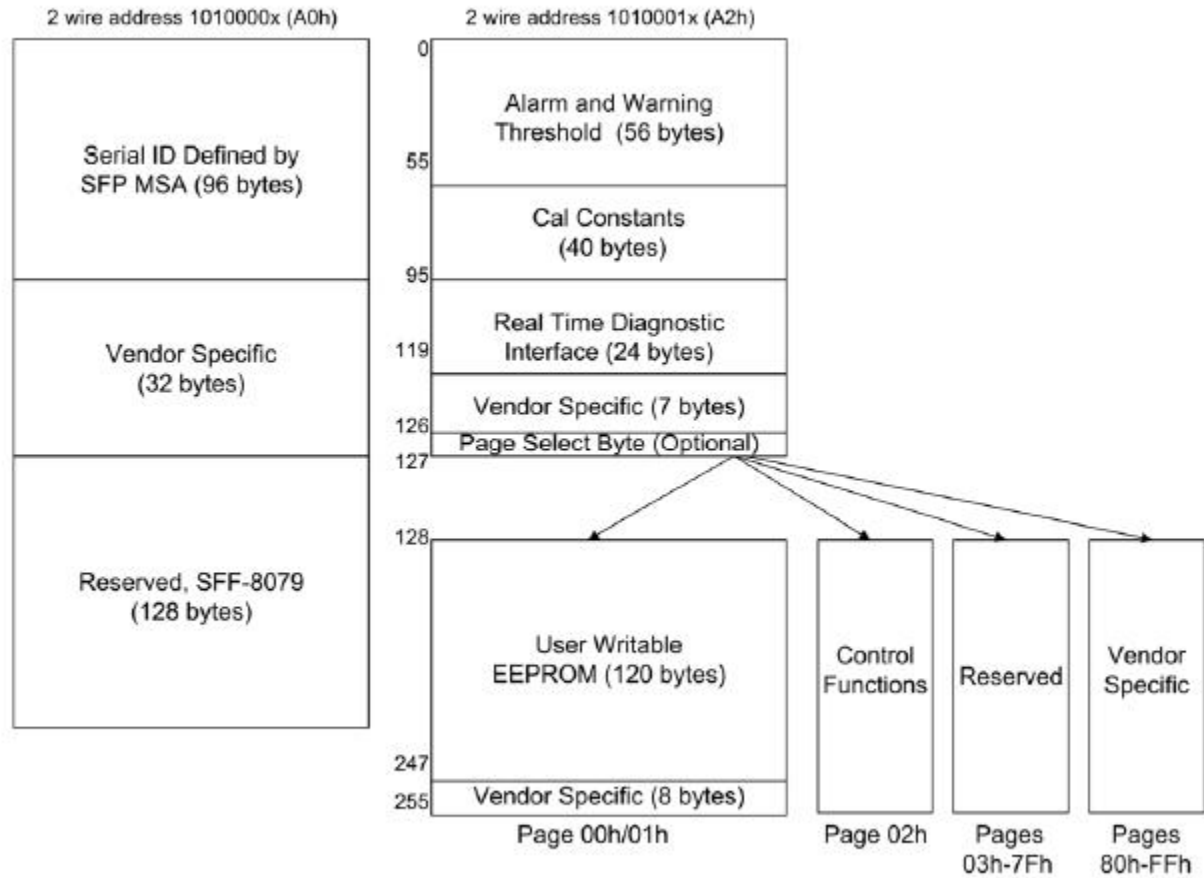 2 wire address 1010000x (A0h)
Serial ID Defined by
SFP MSA (96 bytes)
Vendor Specific
(32 bytes)
Reserved, SFF-8079
(128 bytes)
2 wire address 1010001x (A2h)
0
Alarm and Warning
Threshold (56 bytes)
55
Cal Constants
(40 bytes)
95
Real Time Diagnostic
Interface (24 bytes)
119
Vendor Specific (7 bytes)
126
Page Select Byte (Optional)
127
128
User Writable
EEPROM (120 bytes)
247
Vendor Specific (8 bytes)
255
Page 00h/01h
Control
Functions
Page 02h
Reserved
Pages
03h-7Fh
Vendor
Specific
Pages
80h-FFh